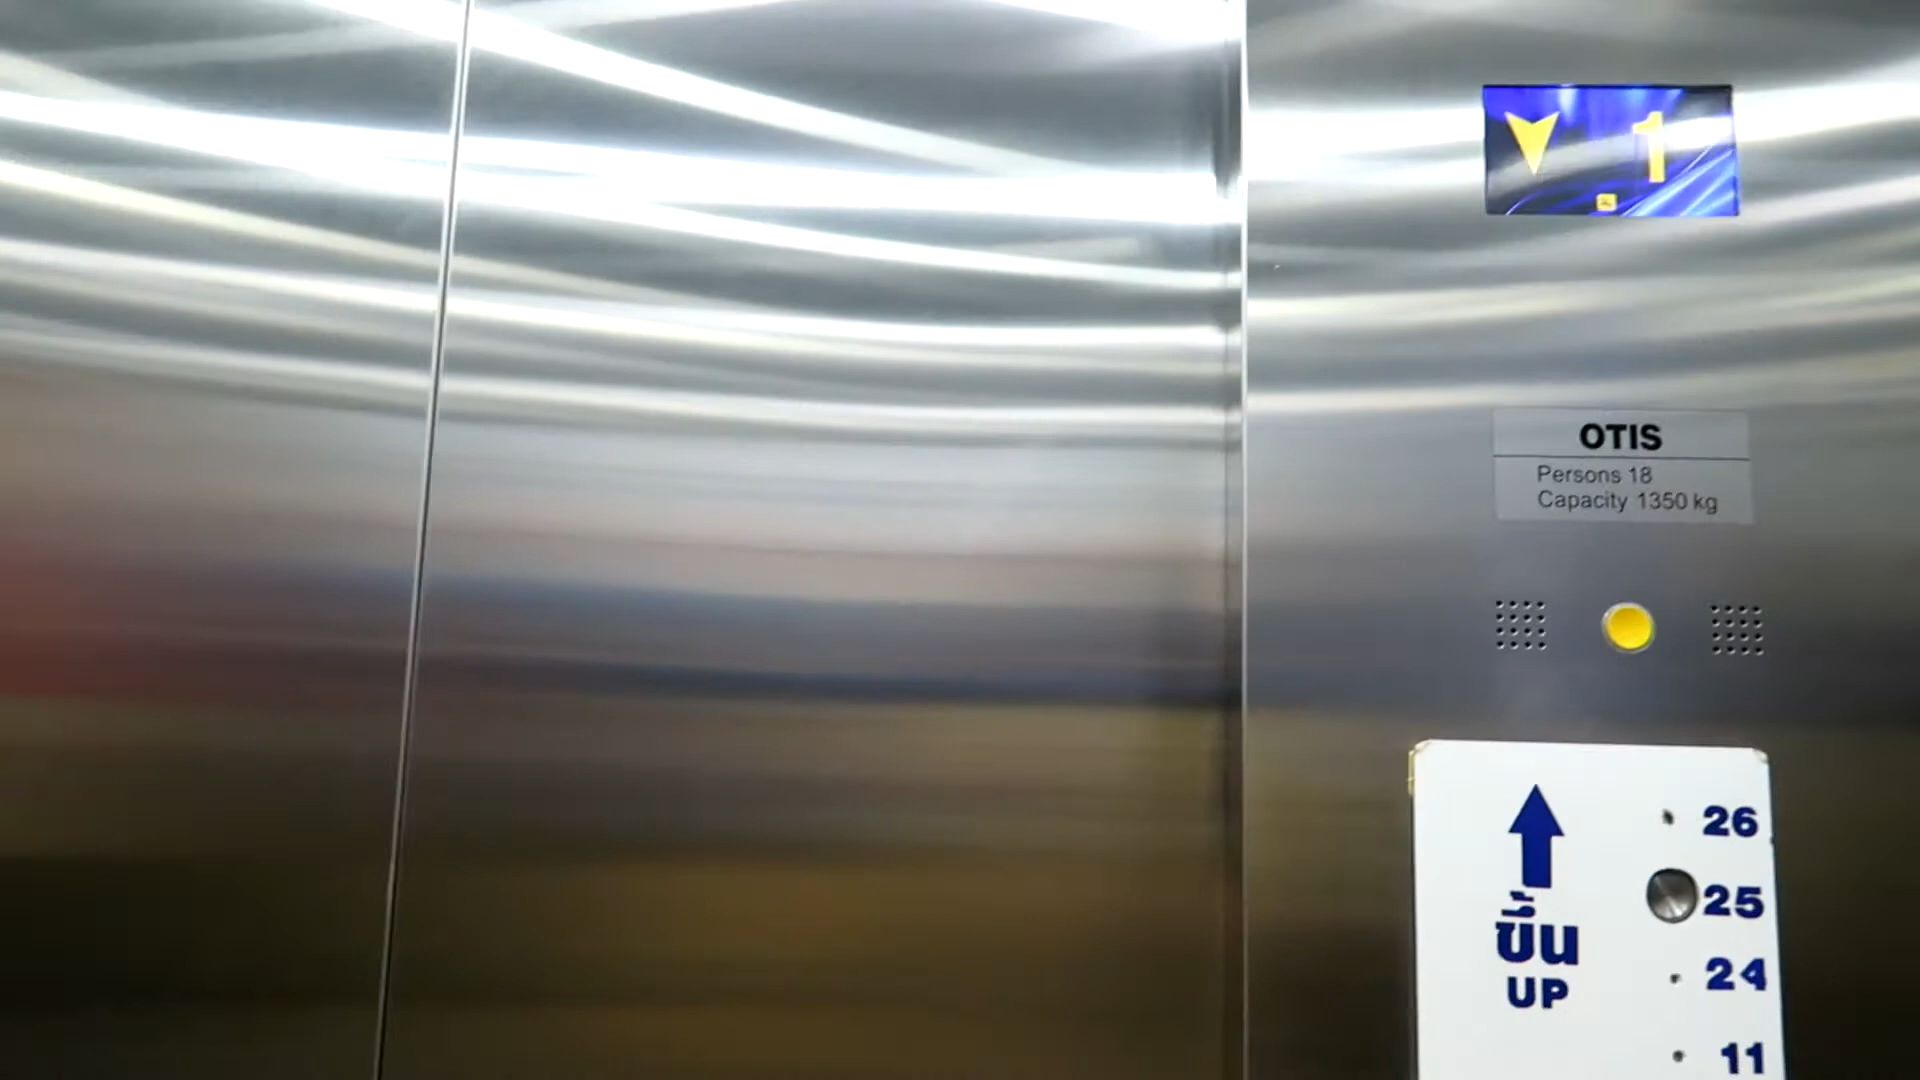 1
OTIS
Persons 18
Capacity 1350 kg
26
25
ขึ้น
24
UP
11